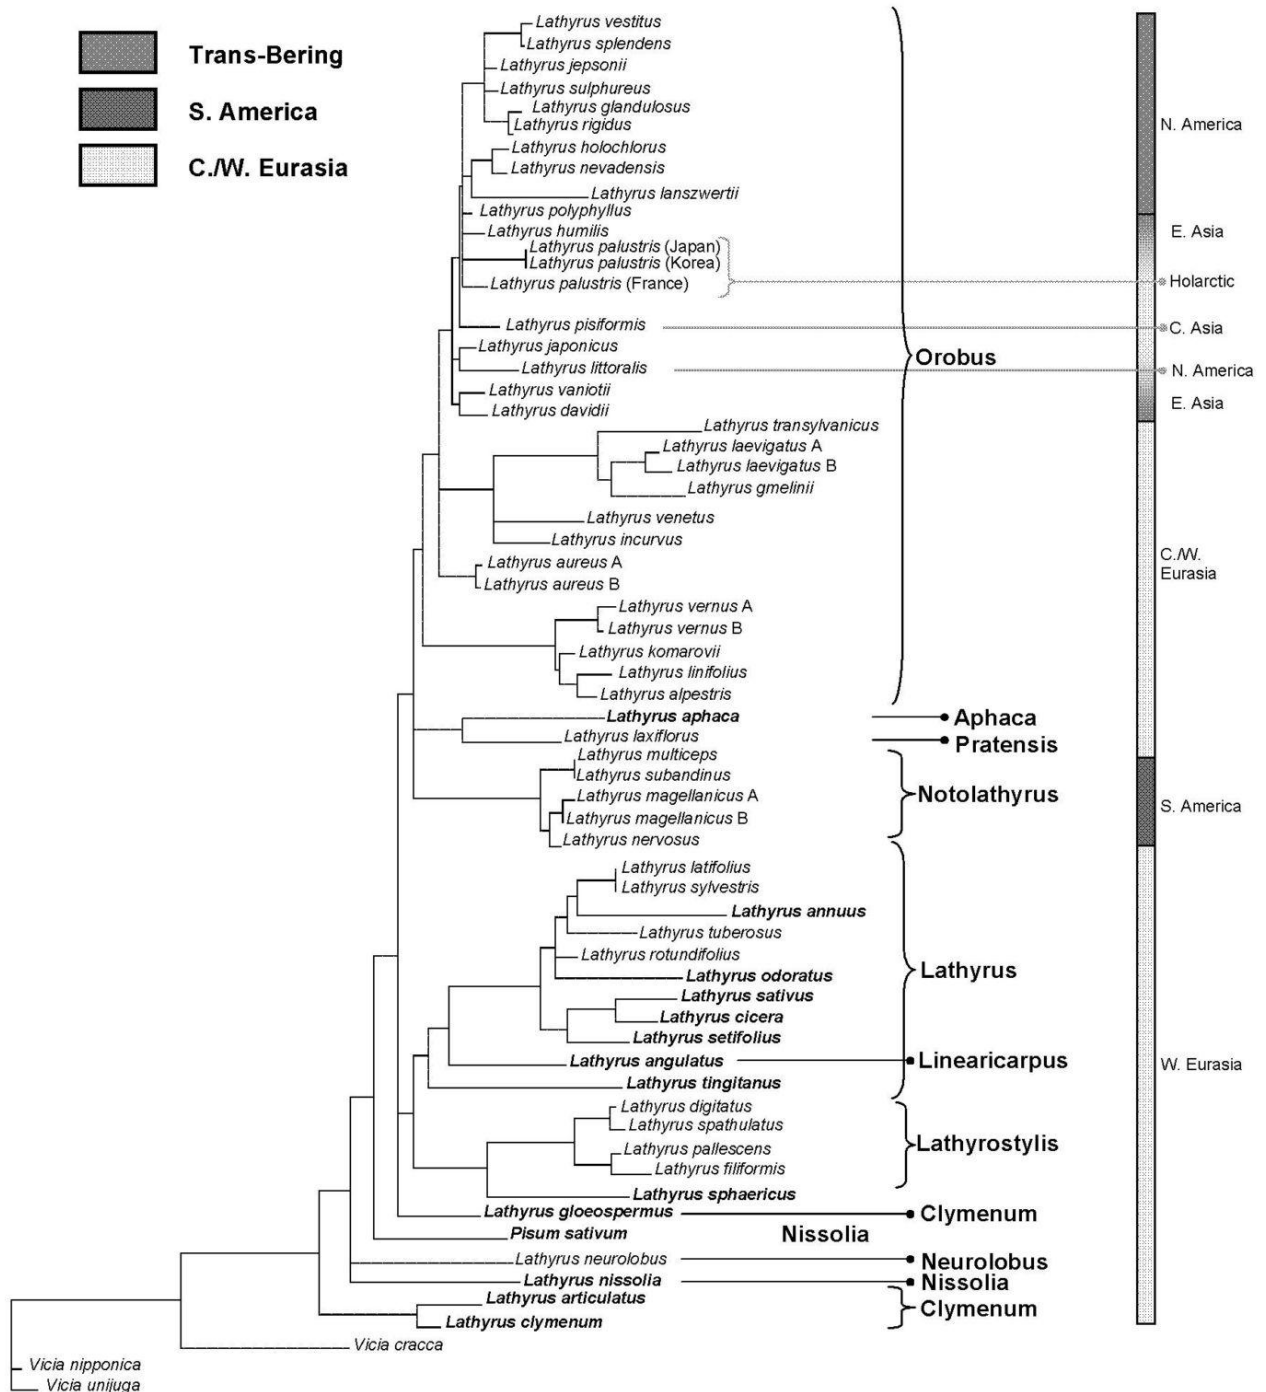 Trans-Bering
S. America
C./W. Eurasia
Lathyrus vestitus
Lathyrus splendens
Lathyrus jepsonii
Lathyrus sulphureus
Lathyrus glandulosus
Lathyrus rigidus
Lathyrus holochlorus
Lathyrus nevadensis
Lathyrus lanszwertii
Lathyrus polyphyllus
Lathyrus humilis
Lathyrus palustris (Japan)
Lathyrus palustris (Korea)
Lathyrus palustris (France)
Lathyrus pisiformis
Lathyrus japonicus
Lathyrus littoralis
Lathyrus vaniotii
Lathyrus davidii
Lathyrus transylvanicus
Lathyrus laevigatus A
Lathyrus laevigatus B
Lathyrus gmelinii
Lathyrus venetus
Lathyrus incurvus
Lathyrus aureus A
Lathyrus aureus B
Lathyrus vernus A
Lathyrus vernus B
Lathyrus komarovii
Lathyrus linifolius
Lathyrus alpestris
Lathyrus aphaca
Lathyrus laxiflorus
Lathyrus multiceps
Lathyrus subandinus
Lathyrus magellanicus A
Lathyrus magellanicus B
Lathyrus nervosus
Lathyrus latifolius
Lathyrus sylvestris
Lathyrus annuus
Lathyrus tuberosus
Lathyrus rotundifolius
Lathyrus odoratus
Lathyrus sativus
Lathyrus cicera
Lathyrus setifolius
Lathyrus angulatus
Lathyrus tingitanus
Lathyrus digitatus
Lathyrus spathulatus
Lathyrus pallescens
Lathyrus filiformis
Lathyrus sphaericus
Lathyrus gloeospermus
Pisum sativum
Lathyrus neurolobus
Lathyrus nissolia
Lathyrus articulatus
Lathyrus clymenum
Vicia cracca
Vicia nipponica
Vicia unijuga
Orobus
Aphaca
Pratensis
Notolathyrus
Lathyrus
Linearicarpus
Lathyrostylis
Clymenum
Nissolia
Neurolobus
Nissolia
Clymenum
N. America
E. Asia
Holarctic
C. Asia
N. America
E. Asia
C./W.
Eurasia
S. America
W. Eurasia